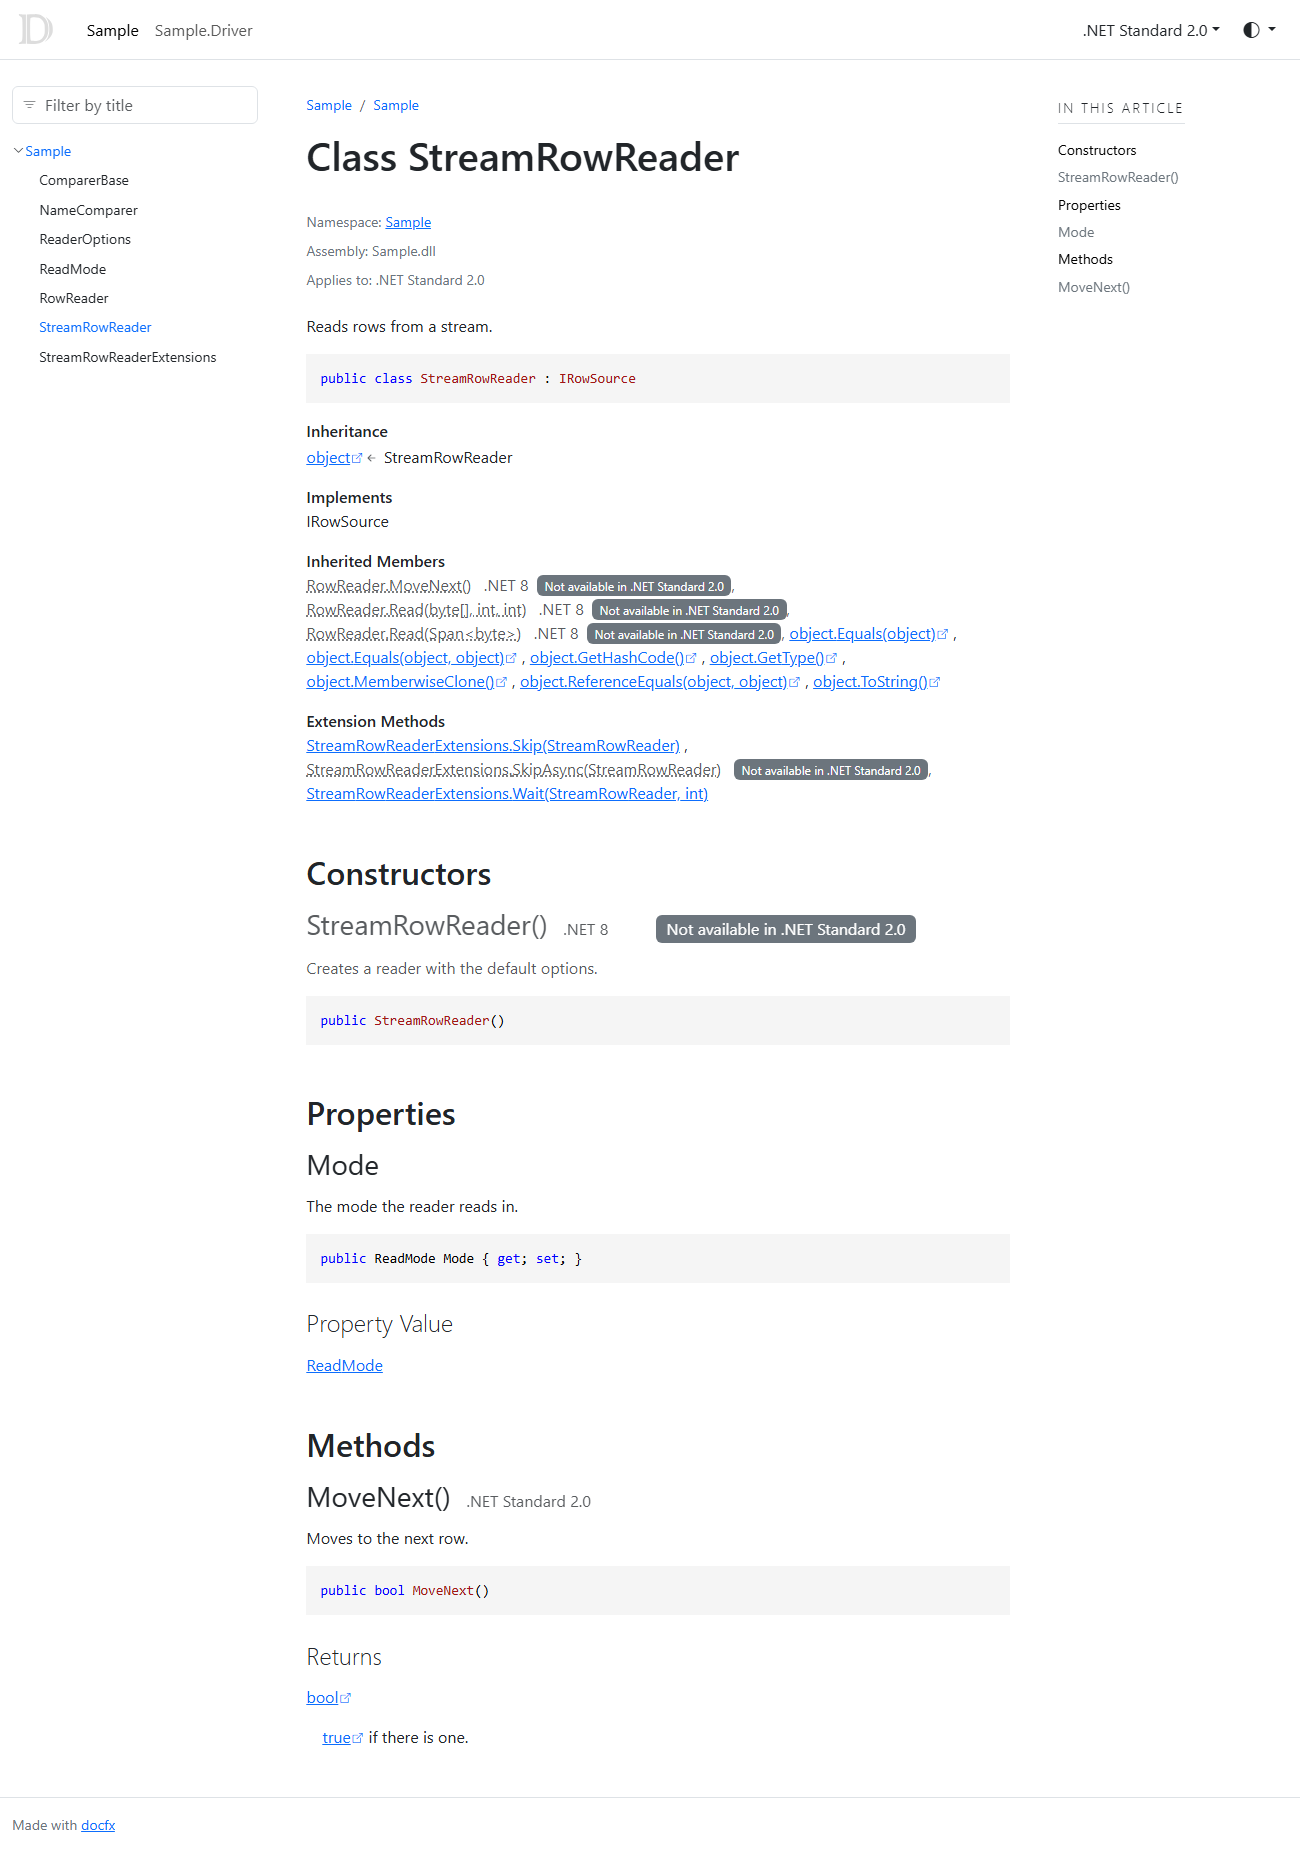 Sample Sample.Driver .NET Standard 2.0
Filter by title
Sample
ComparerBase
NameComparer
ReaderOptions
ReadMode
RowReader
StreamRowReader
StreamRowReaderExtensions
Sample / Sample
Class StreamRowReader
Namespace: Sample
Assembly: Sample.dll
Applies to: .NET Standard 2.0
Reads rows from a stream.
public class StreamRowReader : IRowSource
Inheritance
object ← StreamRowReader
Implements
IRowSource
Inherited Members
RowReader.MoveNext() .NET 8 Not available in .NET Standard 2.0,
RowReader.Read(byte[], int, int) .NET 8 Not available in .NET Standard 2.0,
RowReader.Read(Span<byte>) .NET 8 Not available in .NET Standard 2.0, object.Equals(object) ,
object.Equals(object, object) , object.GetHashCode() , object.GetType() ,
object.MemberwiseClone() , object.ReferenceEquals(object, object) , object.ToString()
Extension Methods
StreamRowReaderExtensions.Skip(StreamRowReader) ,
StreamRowReaderExtensions.SkipAsync(StreamRowReader) Not available in .NET Standard 2.0,
StreamRowReaderExtensions.Wait(StreamRowReader, int)
Constructors
StreamRowReader() .NET 8 Not available in .NET Standard 2.0
Creates a reader with the default options.
public StreamRowReader()
Properties
Mode
The mode the reader reads in.
public ReadMode Mode { get; set; }
Property Value
ReadMode
Methods
MoveNext() .NET Standard 2.0
Moves to the next row.
public bool MoveNext()
Returns
bool
true if there is one.
IN THIS ARTICLE
Constructors
StreamRowReader()
Properties
Mode
Methods
MoveNext()
Made with docfx